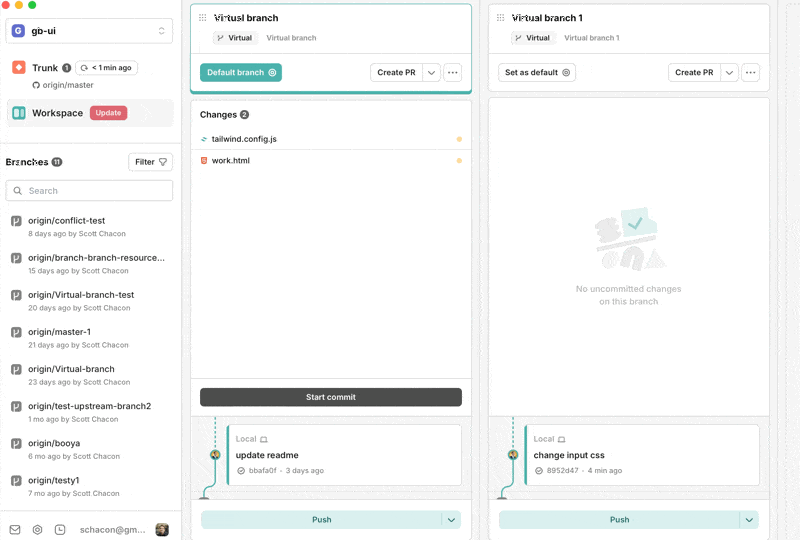 gb-ui
Trunk 1 < 1 min ago
origin/master
Workspace Update
Branches 11 Filter
Search
origin/conflict-test
8 days ago by Scott Chacon
origin/branch-branch-resource...
15 days ago by Scott Chacon
origin/Virtual-branch-test
20 days ago by Scott Chacon
origin/master-1
21 days ago by Scott Chacon
origin/Virtual-branch
23 days ago by Scott Chacon
origin/test-upstream-branch2
1 mo ago by Scott Chacon
origin/booya
6 mo ago by Scott Chacon
origin/testy1
7 mo ago by Scott Chacon
schacon@gm...
Virtual branch
Virtual Virtual branch
Default branch Create PR
Changes 2
tailwind.config.js
work.html
Start commit
Local
update readme
bbafa0f · 3 days ago
Push
Virtual branch 1
Virtual Virtual branch 1
Set as default Create PR
No uncommitted changes
on this branch
Local
change input css
8952d47 · 4 min ago
Push